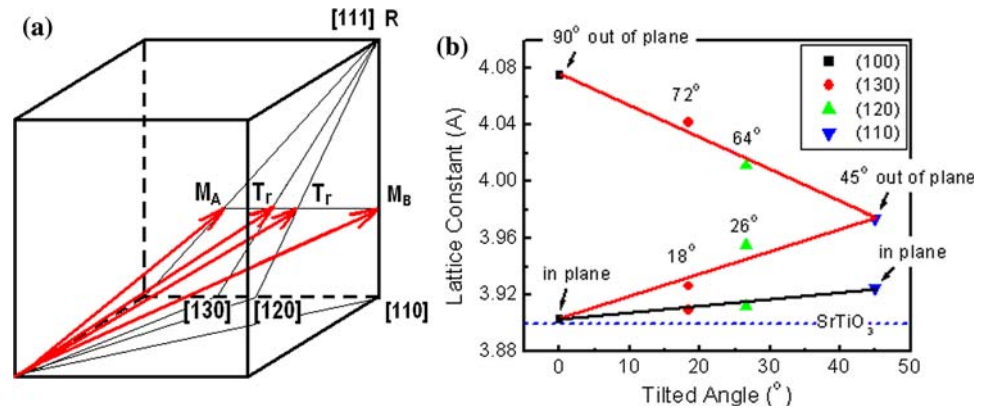 (a)
[111] R
M_A T_r T_r M_B
[130] [120] [110]
(b)
90° out of plane
(100)
(130)
(120)
(110)
72°
64°
45° out of plane
26°
18°
in plane
in plane
SrTiO₃
4.08
4.04
4.00
3.96
3.92
3.88
Lattice Constant (A)
0 10 20 30 40 50
Tilted Angle (°)